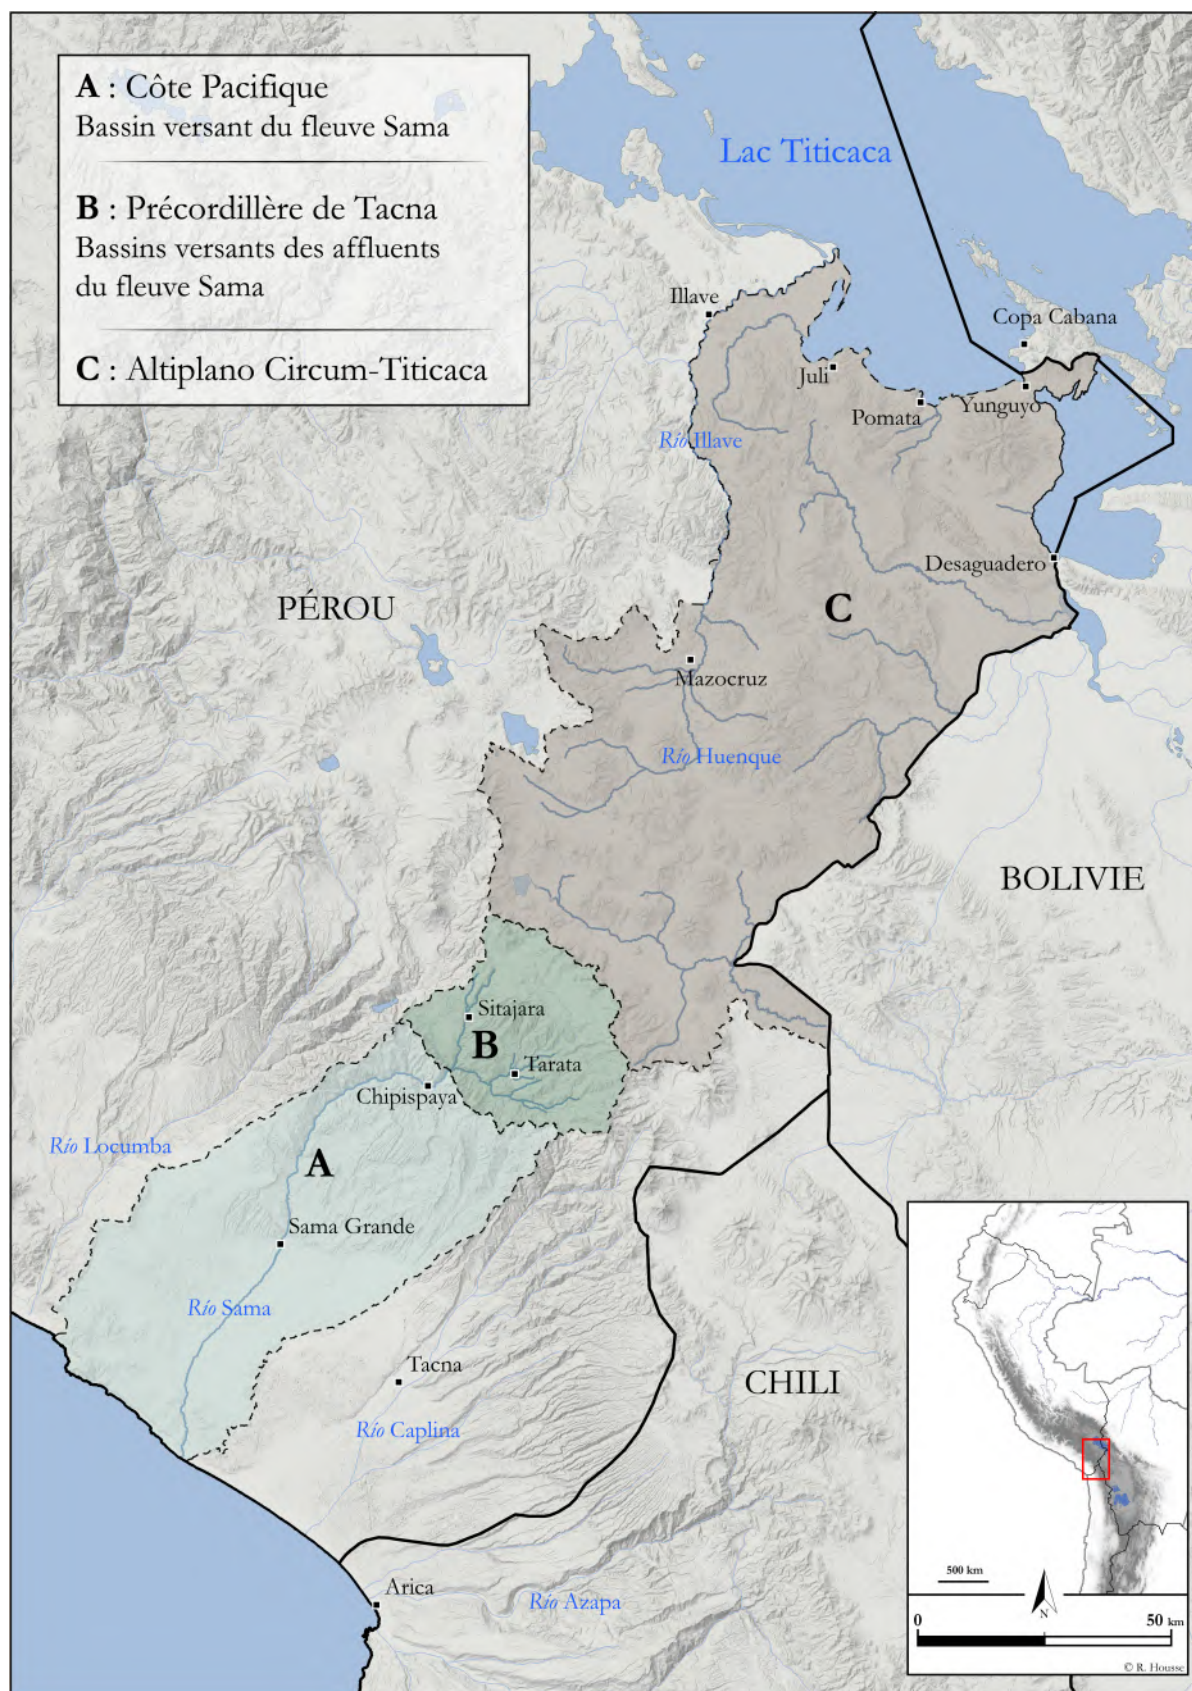 A : Côte Pacifique
Bassin versant du fleuve Sama
B : Précordillère de Tacna
Bassins versants des affluents
du fleuve Sama
C : Altiplano Circum-Titicaca
Lac Titicaca
Illave
Copa Cabana
Juli
Pomata
Yunguyo
Río Illave
Desaguadero
PÉROU
C
Mazocruz
Río Huenque
BOLIVIE
Sitajara
B
Tarata
Chipispaya
Río Locumba
A
Sama Grande
Río Sama
Tacna
CHILI
Río Caplina
Arica
Río Azapa
500 km
N
0
50 km
© R. Housse